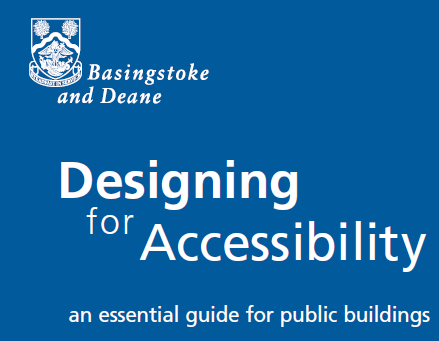 Basingstoke
and Deane
Designing
for
Accessibility
an essential guide for public buildings